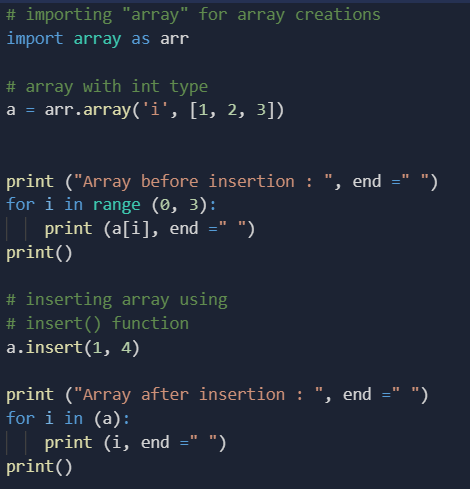 # importing "array" for array creations
import array as arr
# array with int type
a = arr.array('i', [1, 2, 3])
print ("Array before insertion : ", end =" ")
for i in range (0, 3):
    print (a[i], end =" ")
print()
# inserting array using
# insert() function
a.insert(1, 4)
print ("Array after insertion : ", end =" ")
for i in (a):
    print (i, end =" ")
print()